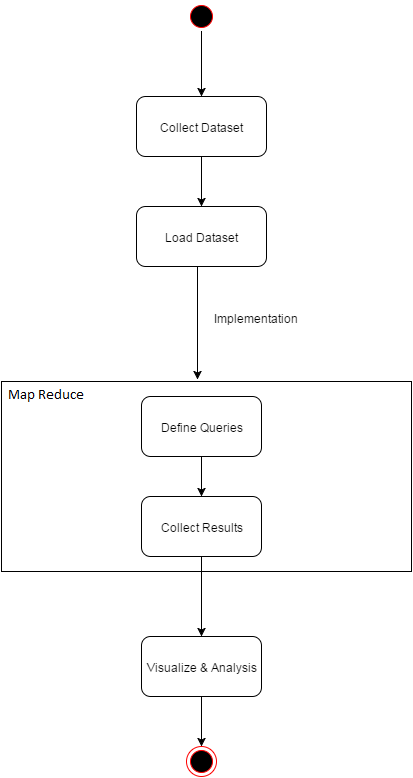 Collect Dataset
Load Dataset
Implementation
Map Reduce
Define Queries
Collect Results
Visualize & Analysis